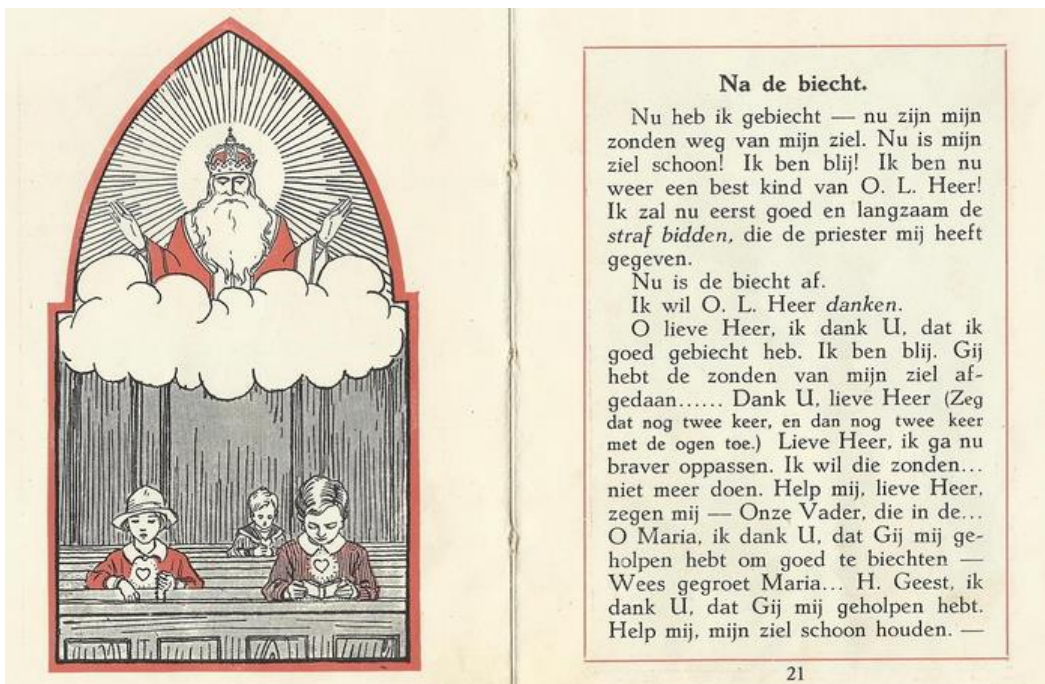 Na de biecht.
Nu heb ik gebiecht — nu zijn mijn
zonden weg van mijn ziel. Nu is mijn
ziel schoon! Ik ben blij! Ik ben nu
weer een best kind van O. L. Heer!
Ik zal nu eerst goed en langzaam de
straf bidden, die de priester mij heeft
gegeven.
Nu is de biecht af.
Ik wil O. L. Heer danken.
O lieve Heer, ik dank U, dat ik
goed gebiecht heb. Ik ben blij. Gij
hebt de zonden van mijn ziel af-
gedaan...... Dank U, lieve Heer (Zeg
dat nog twee keer, en dan nog twee keer
met de ogen toe.) Lieve Heer, ik ga nu
braver oppassen. Ik wil die zonden...
niet meer doen. Help mij, lieve Heer,
zegen mij — Onze Vader, die in de...
O Maria, ik dank U, dat Gij mij ge-
holpen hebt om goed te biechten —
Wees gegroet Maria... H. Geest, ik
dank U, dat Gij mij geholpen hebt.
Help mij, mijn ziel schoon houden. —
21